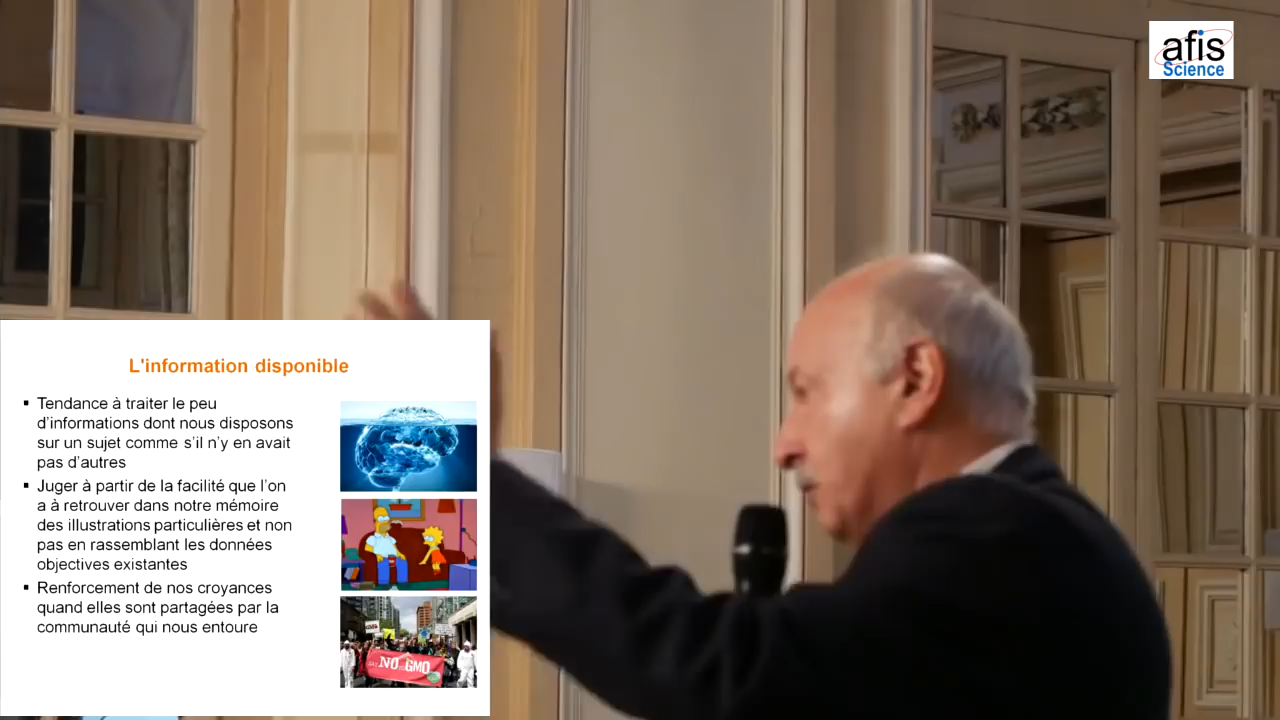 afis
Science
L'information disponible
▪ Tendance à traiter le peu
d'informations dont nous disposons
sur un sujet comme s'il n'y en avait
pas d'autres
▪ Juger à partir de la facilité que l'on
a à retrouver dans notre mémoire
des illustrations particulières et non
pas en rassemblant les données
objectives existantes
▪ Renforcement de nos croyances
quand elles sont partagées par la
communauté qui nous entoure
NO GMO